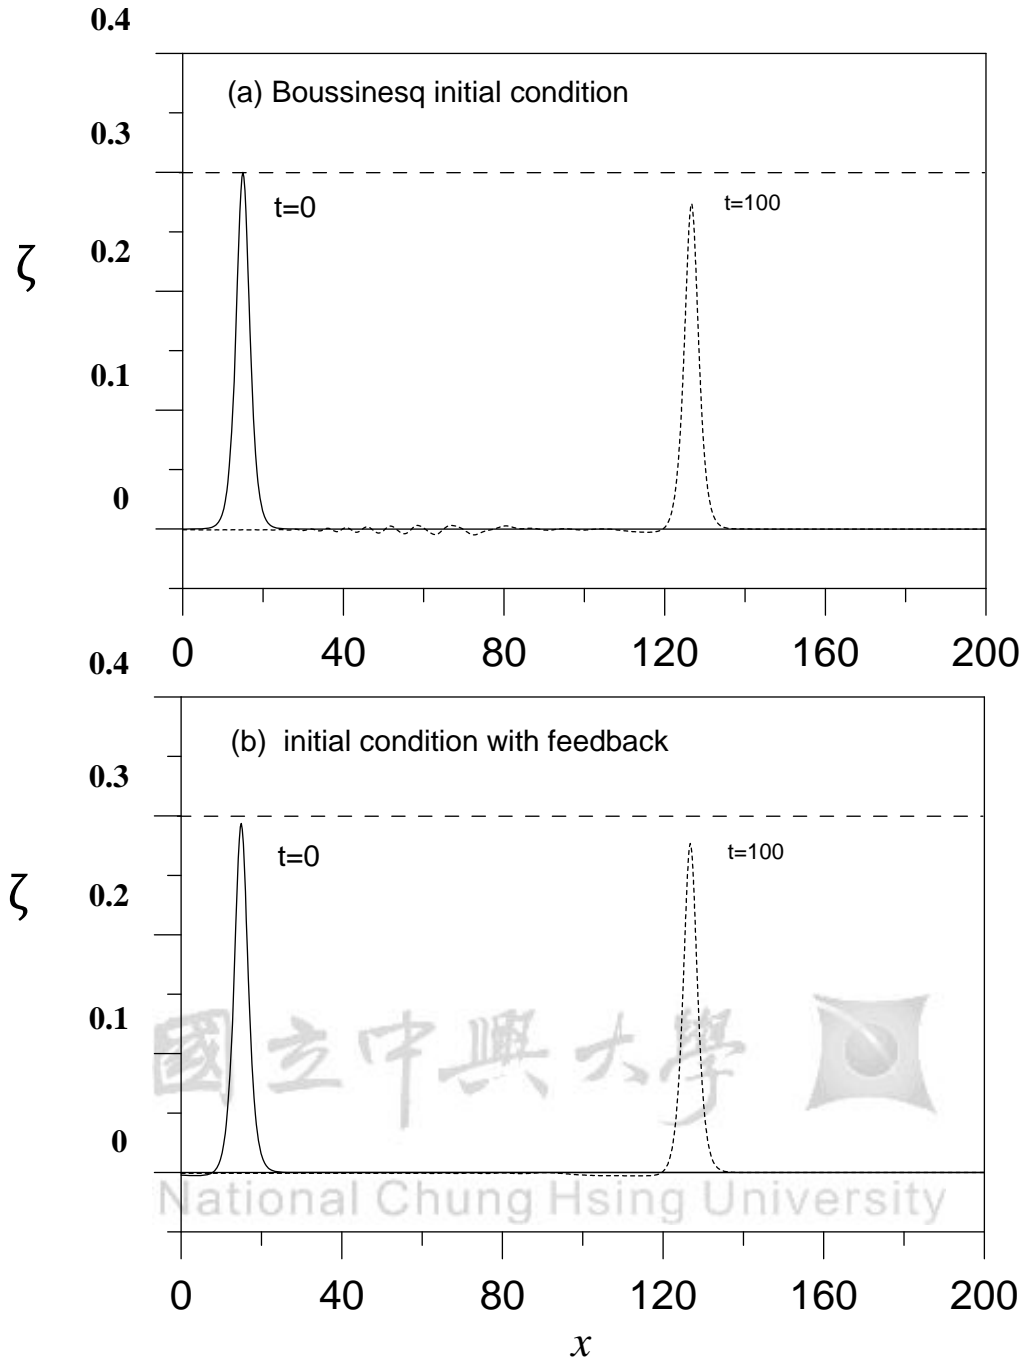 0.4
(a) Boussinesq initial condition
0.3
t=0
t=100
0.2
ζ
0.1
0
0 40 80 120 160 200
0.4
(b) initial condition with feedback
0.3
t=0
t=100
0.2
ζ
0.1
國立中興大學
0
National Chung Hsing University
0 40 80 120 160 200
x